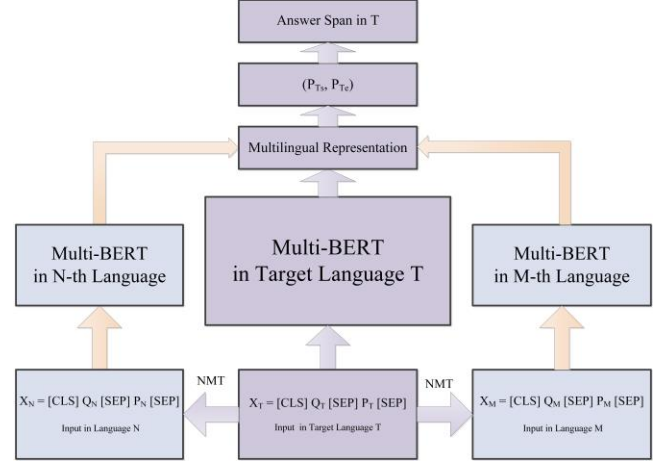 Answer Span in T
(P_Ts, P_Te)
Multilingual Representation
Multi-BERT
in N-th Language
Multi-BERT
in Target Language T
Multi-BERT
in M-th Language
X_N = [CLS] Q_N [SEP] P_N [SEP]
Input in Language N
NMT
X_T = [CLS] Q_T [SEP] P_T [SEP]
Input in Target Language T
NMT
X_M = [CLS] Q_M [SEP] P_M [SEP]
Input in Language M